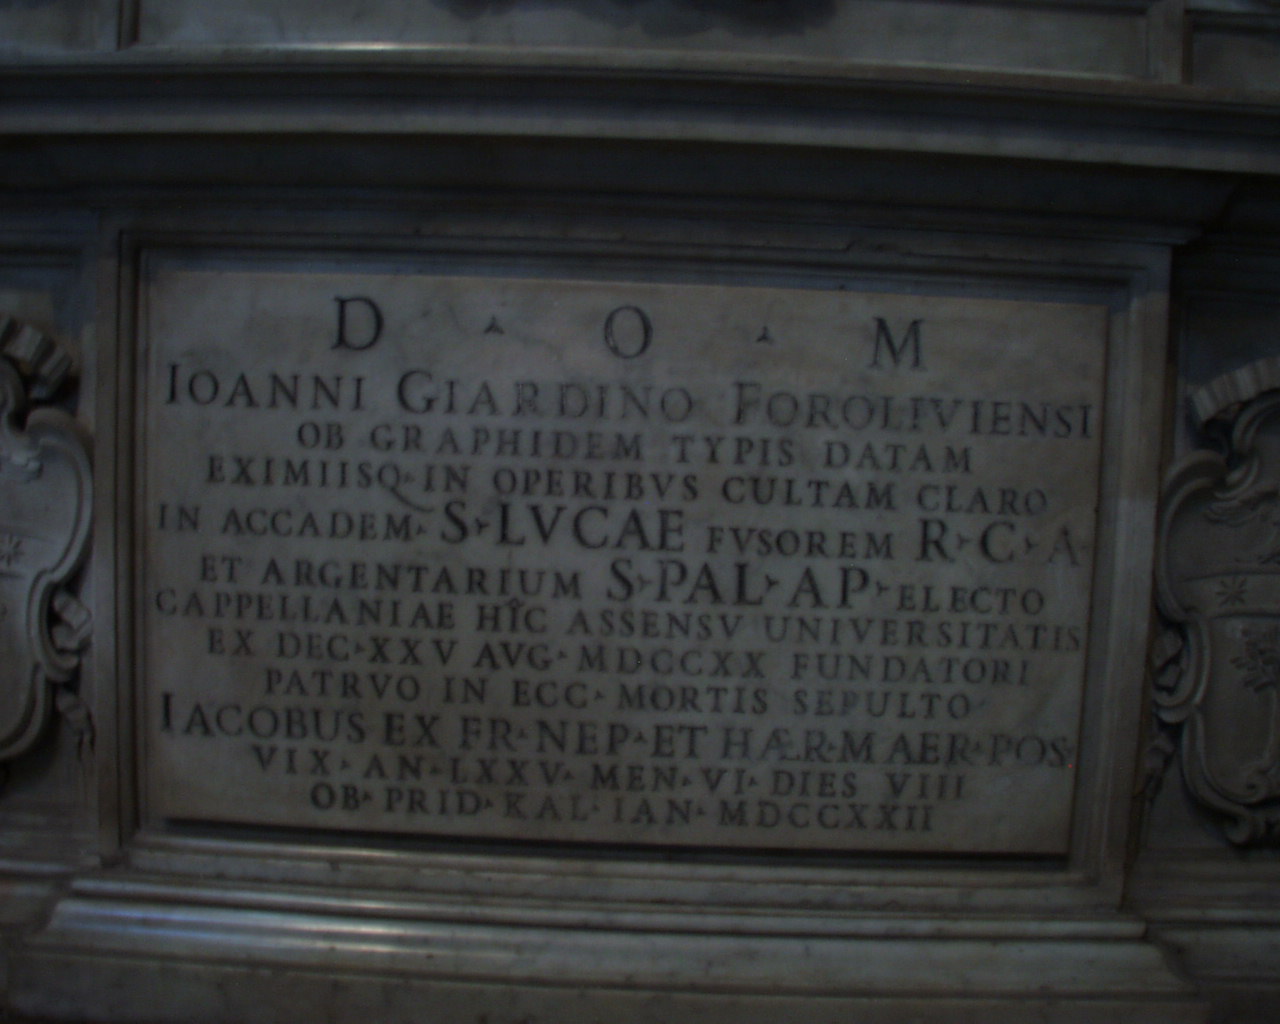 D · O · M
IOANNI GIARDINO FOROLIVIENSI
OB GRAPHIDEM TYPIS DATAM
EXIMIISQ·IN OPERIBVS CULTAM CLARO
IN ACCADEM· S·LVCAE FVSOREM R·C·A·
ET ARGENTARIUM S·PAL·AP·ELECTO
CAPPELLANIAE HIC ASSENSV UNIVERSITATIS
EX DEC·XXV AVG·MDCCXX FUNDATORI
PATRVO IN ECC· MORTIS SEPULTO
IACOBUS EX FR·NEP·ET HÆR·M AER·POS
VIX· AN·LXXV· MEN·VI·DIES VIII
OB·PRID·KAL·IAN·MDCCXXII